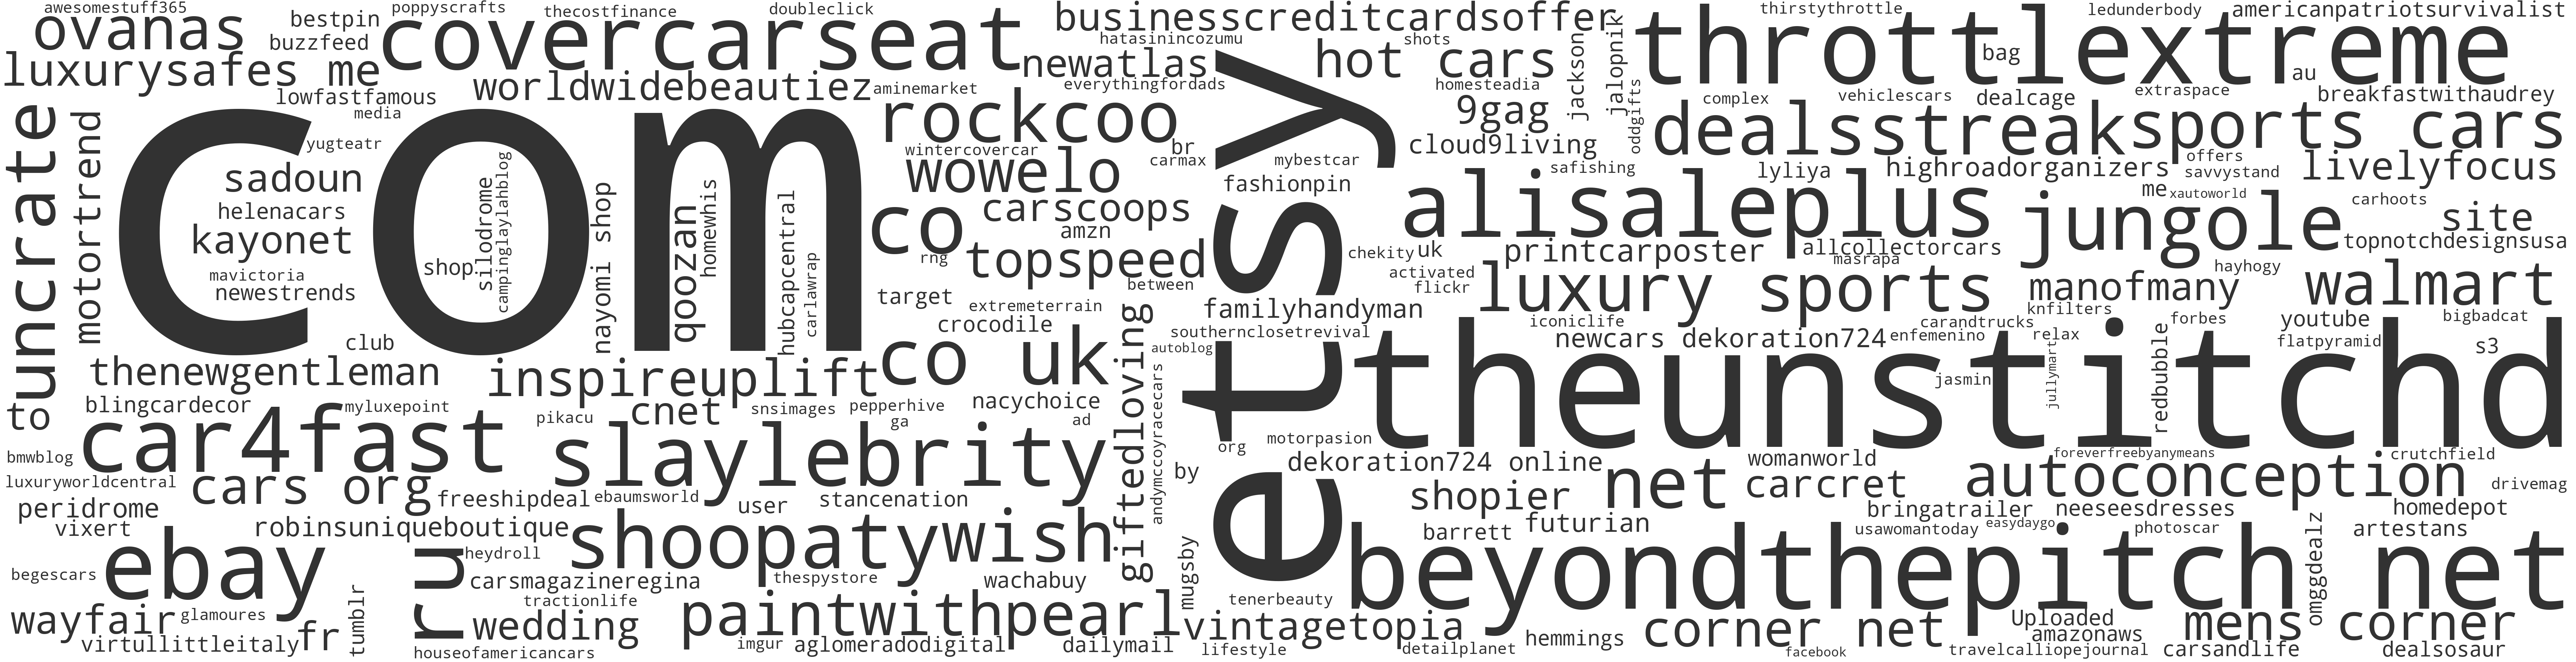 awesomestuff365
poppyscrafts
thecostfinance
doubleclick
businesscreditcardsoffer
thirstythrottle
ledunderbody
americanpatriotsurvivalist
ovanas
bestpin
buzzfeed
covercarseat
hatasinincozumu
shots
throttlextreme
luxurysafes me
newatlas
hot cars
jackson
jalopnik
bag
au
worldwidebeautiez
aminemarket
everythingfordads
homesteadia
oddgifts
lowfastfamous
media
rockcoo
9gag
complex
vehiclescars
dealcage
extraspace
breakfastwithaudrey
uncrate
motortrend
com
yugteatr
wintercovercar
br
carmax
cloud9living
dealsstreak
sports cars
sadoun
wowelo
mybestcar
safishing
lyliya
highroadorganizers
offers
savvystand
livelyfocus
helenacars
fashionpin
me
xautoworld
carhoots
kayonet
silodrome
campinglaylahblog
nayomi shop
qoozan
homewhis
hubcapcentral
carlawrap
co
carscoops
amzn
etsy
alisaleplus
jungole
site
shop
rng
topspeed
chekity
uk
printcarposter
allcollectorcars
masrapa
topnotchdesignsusa
mavictoria
newestrends
between
activated
flickr
luxury sports
hayhogy
manofmany
walmart
target
extremeterrain
crocodile
giftedloving
familyhandyman
iconiclife
carandtrucks
knfilters
forbes
youtube
bigbadcat
southernclosetrevival
newcars
dekoration724
enfemenino
relax
flatpyramid
s3
club
autoblog
thenewgentleman
inspireuplift
co uk
andymccoyracecars
theunstitchd
jasmin
jullymart
redbubble
to
blingcardecor
myluxepoint
pikacu
cnet
snsimages
pepperhive
ga
nacychoice
ad
car4fast
slaylebrity
org
motorpasion
bmwblog
dekoration724 online
womanworld
foreverfreebyanymeans
crutchfield
luxuryworldcentral
cars org
freeshipdeal
ebaumsworld
user
stancenation
by
shopier
net
carcret
autoconception
drivemag
peridrome
vixert
robinsuniqueboutique
barrett
futurian
bringatrailer
neeseesdresses
homedepot
ebay
ru
heydroll
shoopaty
wish
usawomantoday
easydaygo
photoscar
artestans
begescars
carsmagazineregina
thespystore
wachabuy
mugsby
beyondthepitch net
omggdealz
wayfair
glamoures
tumblr
tractionlife
paintwithpearl
tenerbeauty
Uploaded
virtullittleitaly
fr
wedding
vintagetopia
hemmings
corner net
amazonaws
mens corner
houseofamericancars
imgur
aglomeradodigital
dailymail
lifestyle
detailplanet
facebook
travelcalliopejournal
carsandlife
dealsosaur